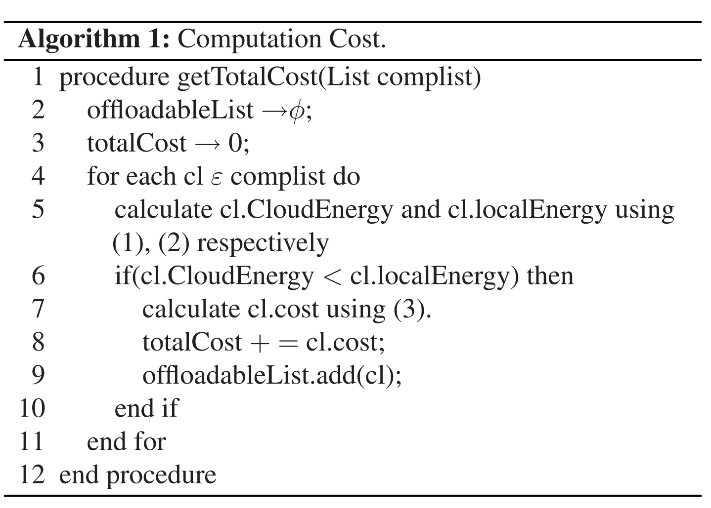 Algorithm 1: Computation Cost.
1 procedure getTotalCost(List complist)
2 offloadableList →ϕ;
3 totalCost → 0;
4 for each cl ε complist do
5 calculate cl.CloudEnergy and cl.localEnergy using
(1), (2) respectively
6 if(cl.CloudEnergy < cl.localEnergy) then
7 calculate cl.cost using (3).
8 totalCost + = cl.cost;
9 offloadableList.add(cl);
10 end if
11 end for
12 end procedure